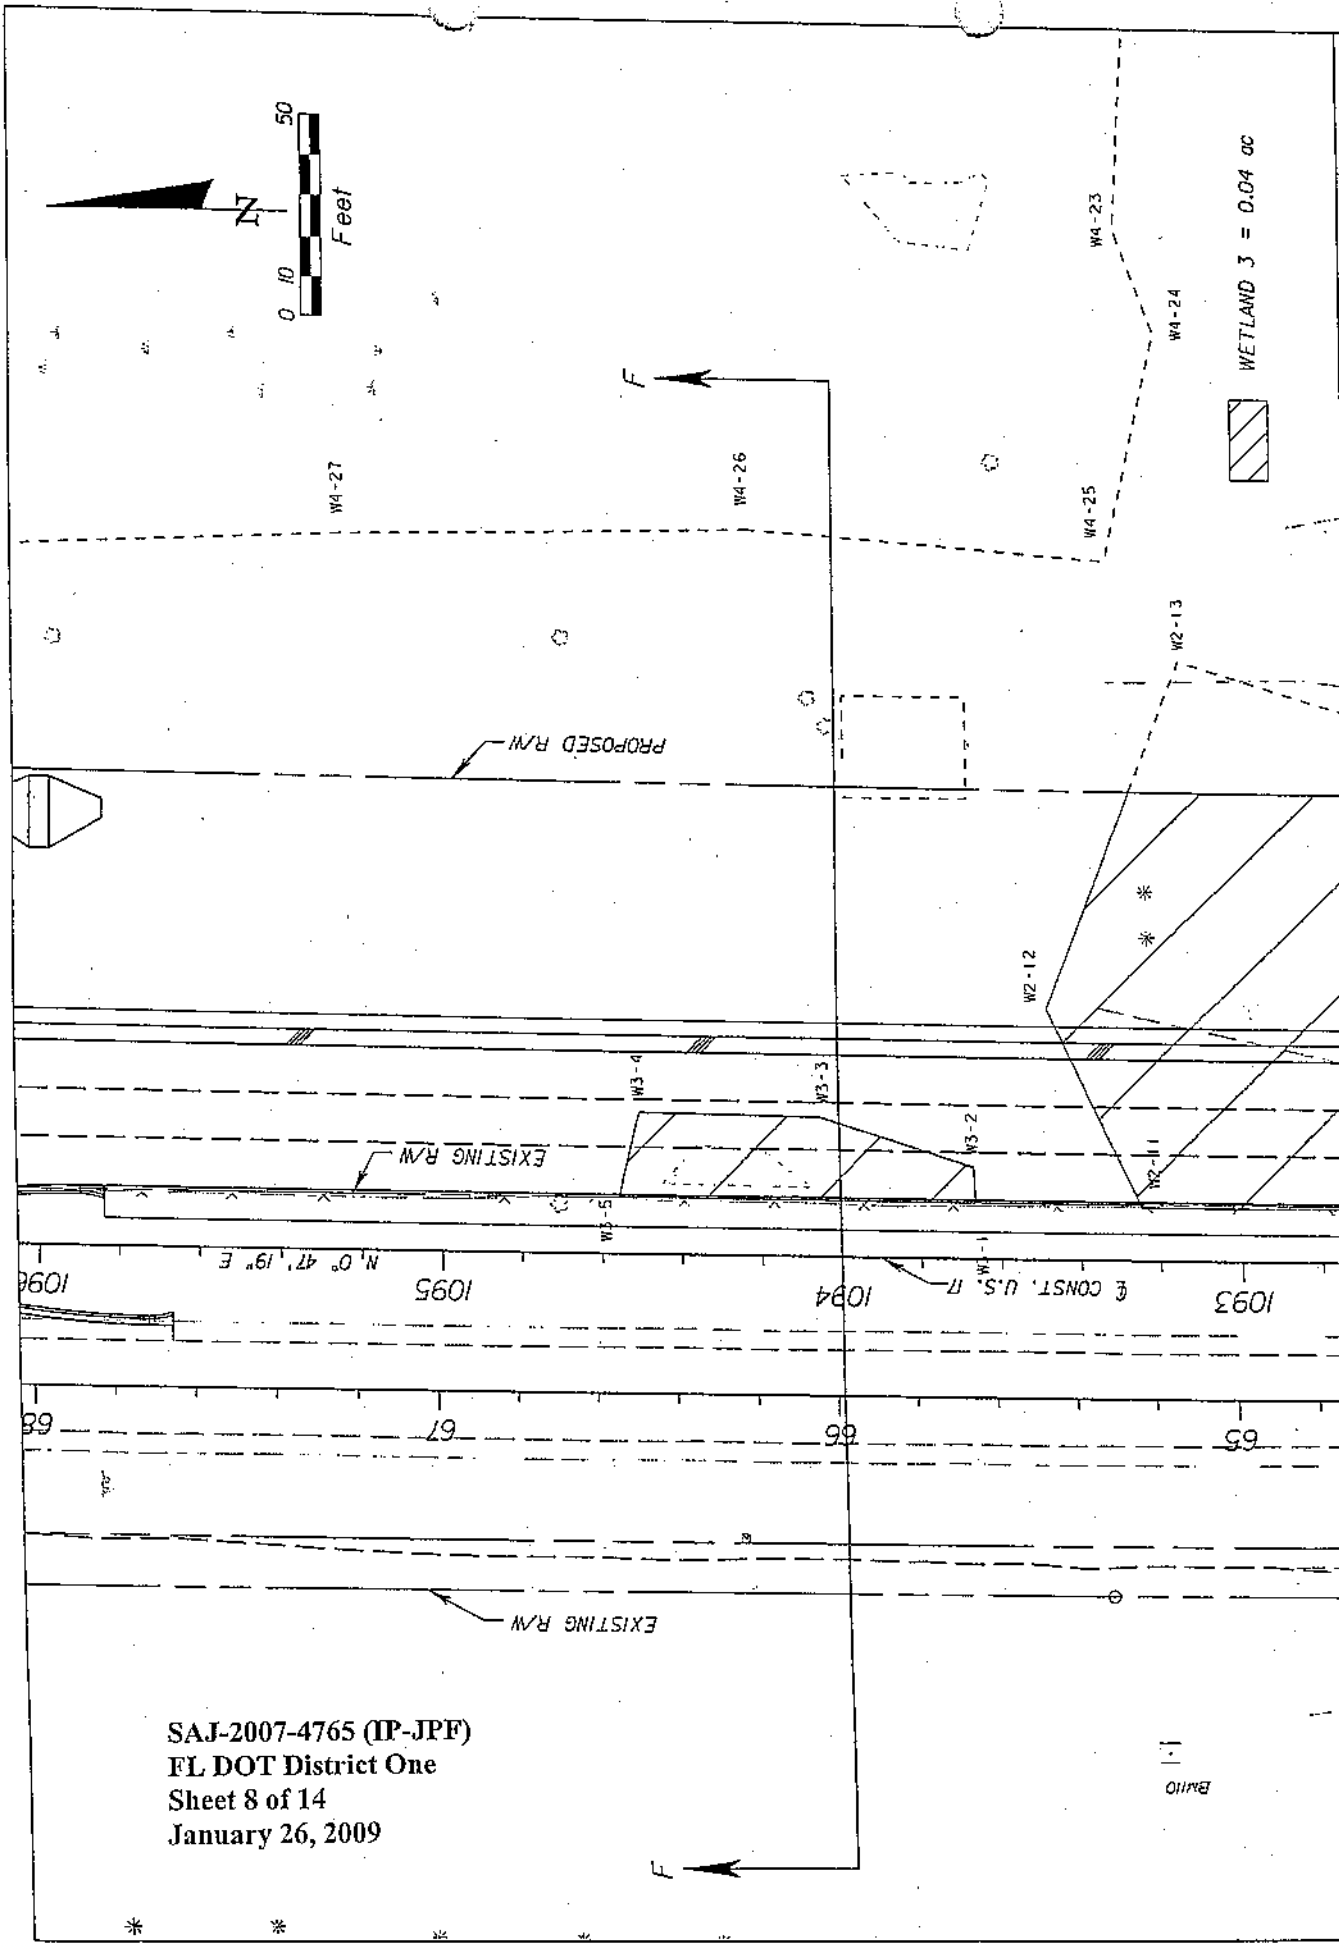 0 10 50
Feet
N
F
W4-27
W4-26
W4-25
W4-23
W4-24
WETLAND 3 = 0.04 ac
W2-13
PROPOSED R/W
W2-12
W3-4
W3-3
W3-2
W2-11
EXISTING R/W
W3-5
W3-1
N 0° 47' 19" E
1096
1095
1094
1093
℄ CONST. U.S. 17
68
67
66
65
EXISTING R/W
SAJ-2007-4765 (IP-JPF)
FL DOT District One
Sheet 8 of 14
January 26, 2009
F